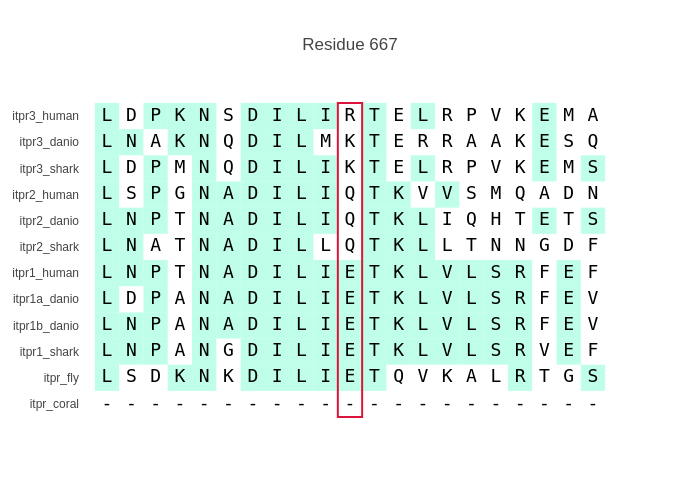 Residue 667
itpr3_human L D P K N S D I L I R T E L R P V K E M A
itpr3_danio L N A K N Q D I L M K T E R R A A K E S Q
itpr3_shark L D P M N Q D I L I K T E L R P V K E M S
itpr2_human L S P G N A D I L I Q T K V V S M Q A D N
itpr2_danio L N P T N A D I L I Q T K L I Q H T E T S
itpr2_shark L N A T N A D I L L Q T K L L T N N G D F
itpr1_human L N P T N A D I L I E T K L V L S R F E F
itpr1a_danio L D P A N A D I L I E T K L V L S R F E V
itpr1b_danio L N P A N A D I L I E T K L V L S R F E V
itpr1_shark L N P A N G D I L I E T K L V L S R V E F
itpr_fly L S D K N K D I L I E T Q V K A L R T G S
itpr_coral - - - - - - - - - - - - - - - - - - - - -